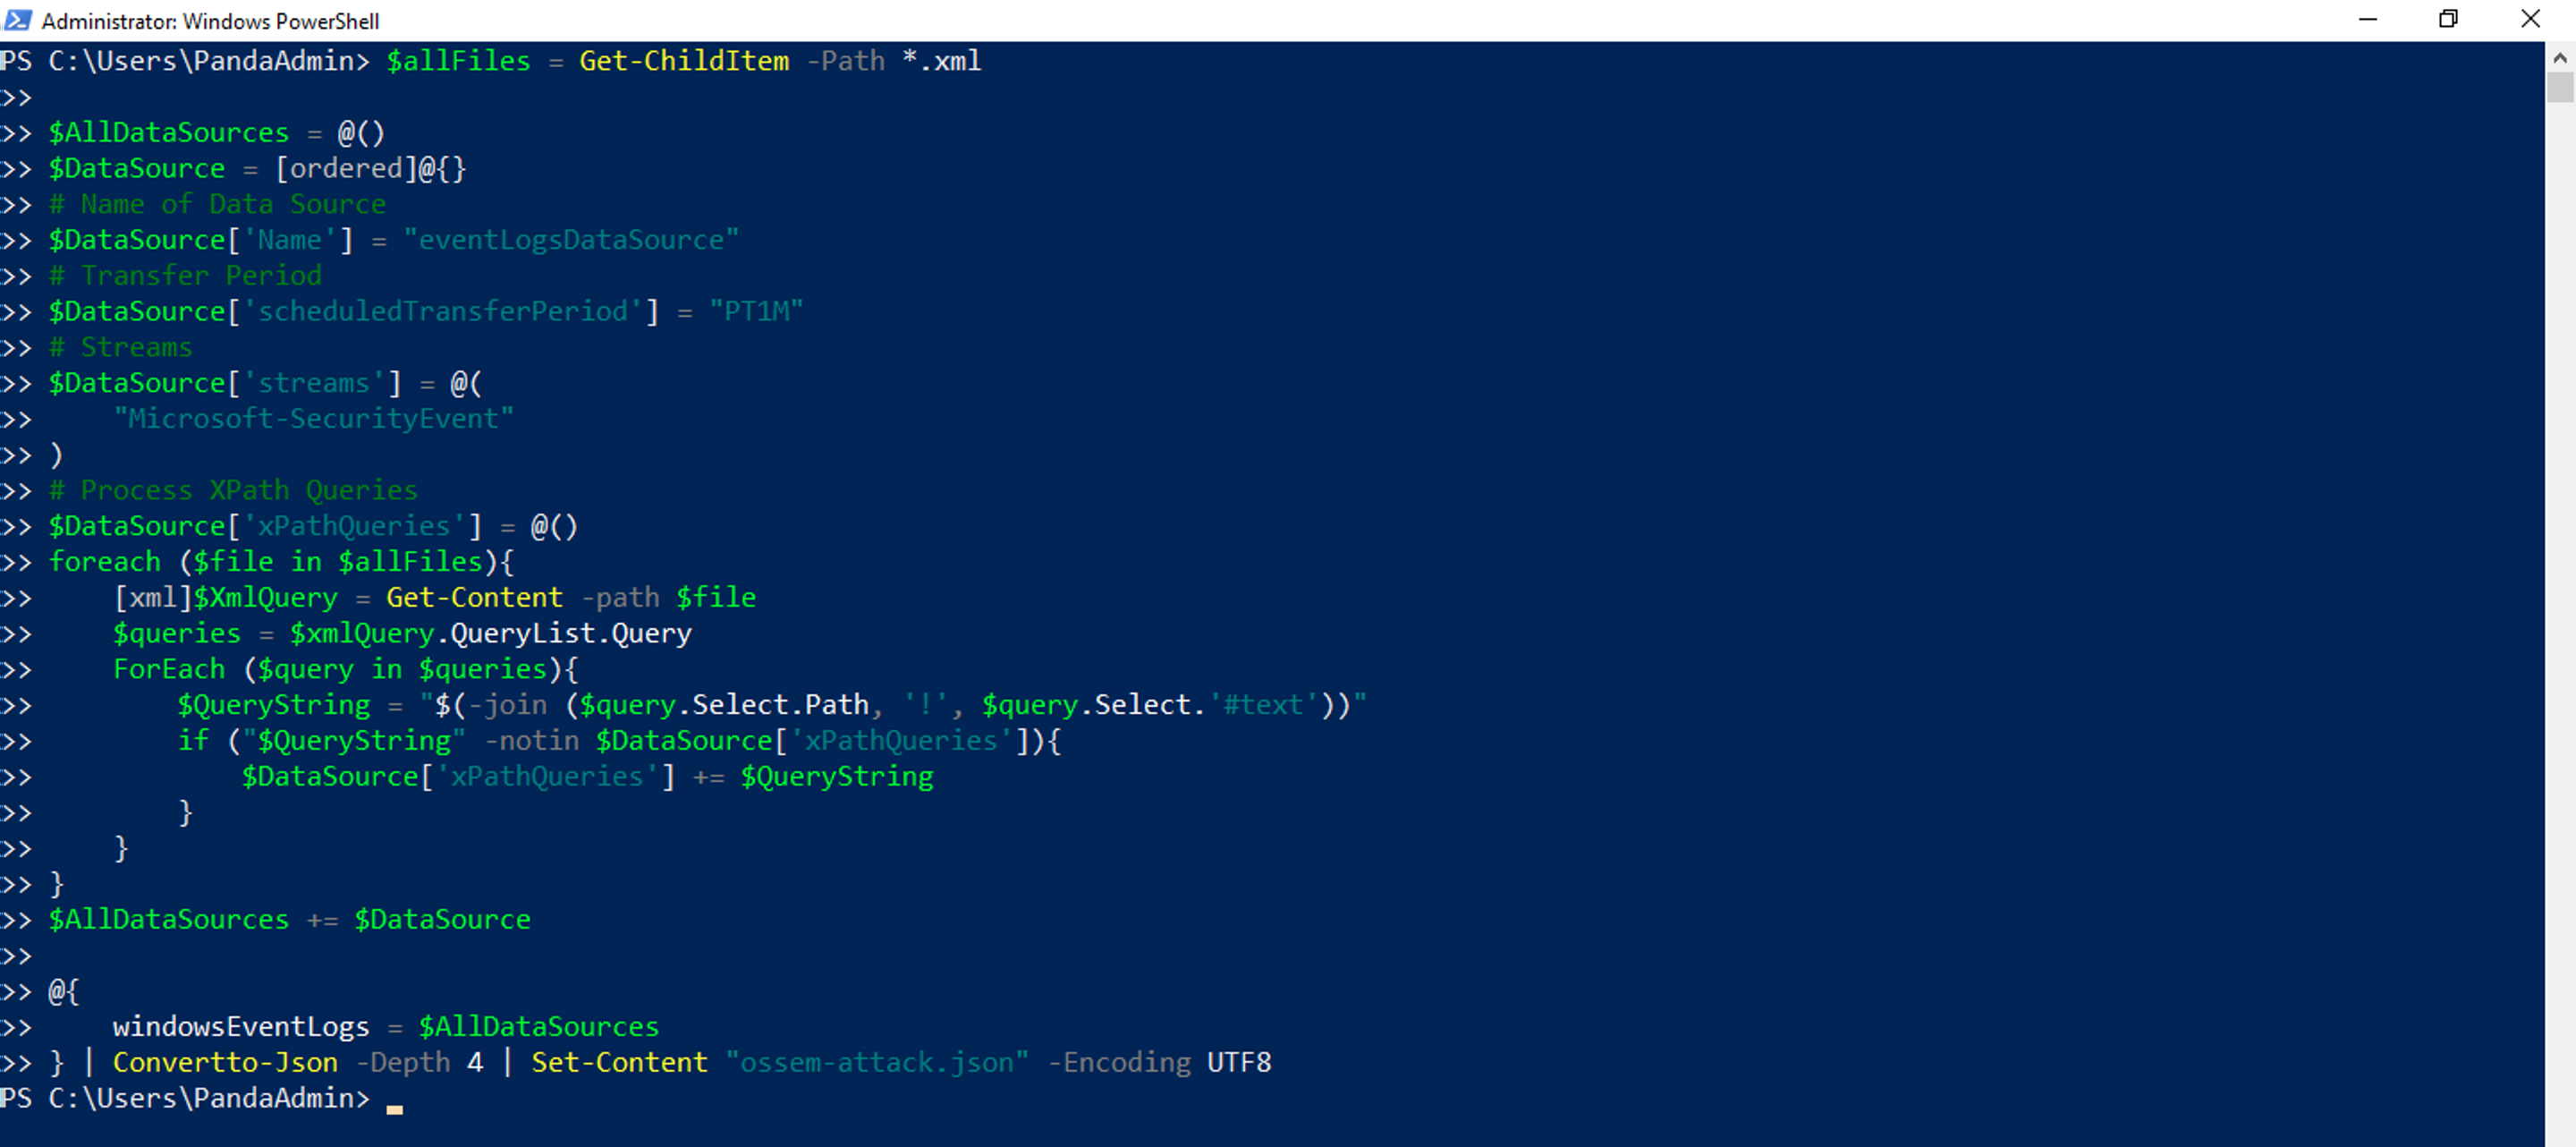 Administrator: Windows PowerShell
PS C:\Users\PandaAdmin> $allFiles = Get-ChildItem -Path *.xml
>>
>> $AllDataSources = @()
>> $DataSource = [ordered]@{}
>> # Name of Data Source
>> $DataSource['Name'] = "eventLogsDataSource"
>> # Transfer Period
>> $DataSource['scheduledTransferPeriod'] = "PT1M"
>> # Streams
>> $DataSource['streams'] = @(
>>     "Microsoft-SecurityEvent"
>> )
>> # Process XPath Queries
>> $DataSource['xPathQueries'] = @()
>> foreach ($file in $allFiles){
>>     [xml]$XmlQuery = Get-Content -path $file
>>     $queries = $xmlQuery.QueryList.Query
>>     ForEach ($query in $queries){
>>         $QueryString = "$(-join ($query.Select.Path, '!', $query.Select.'#text'))"
>>         if ("$QueryString" -notin $DataSource['xPathQueries']){
>>             $DataSource['xPathQueries'] += $QueryString
>>         }
>>     }
>> }
>> $AllDataSources += $DataSource
>>
>> @{
>>     windowsEventLogs = $AllDataSources
>> } | Convertto-Json -Depth 4 | Set-Content "ossem-attack.json" -Encoding UTF8
PS C:\Users\PandaAdmin>